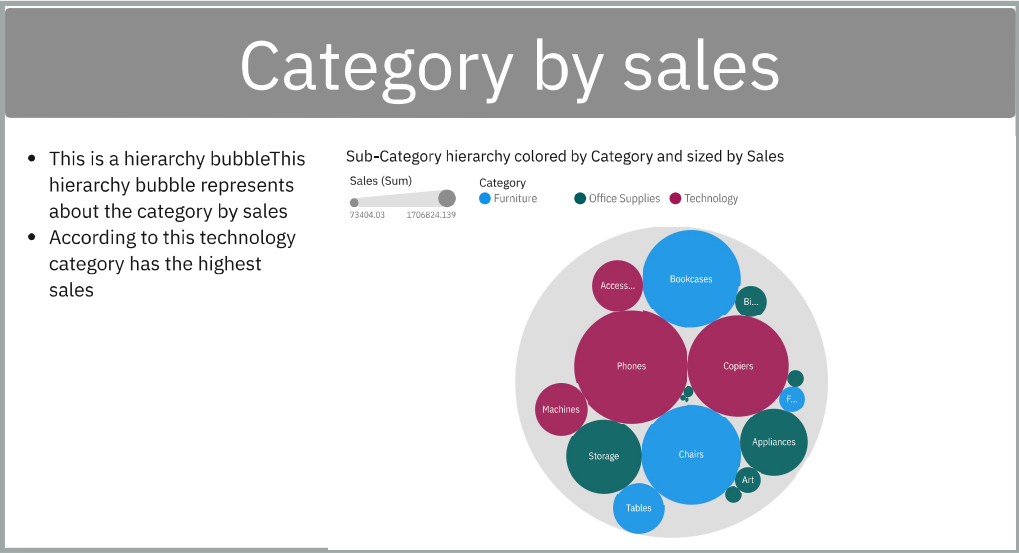 Category by sales
• This is a hierarchy bubbleThis
hierarchy bubble represents
about the category by sales
• According to this technology
category has the highest
sales
Sub-Category hierarchy colored by Category and sized by Sales
Sales (Sum)
73404.03 1706824.139
Category
Furniture Office Supplies Technology
Bookcases
Access...
Bi...
Phones
Copiers
F...
Machines
Appliances
Storage
Chairs
Art
Tables